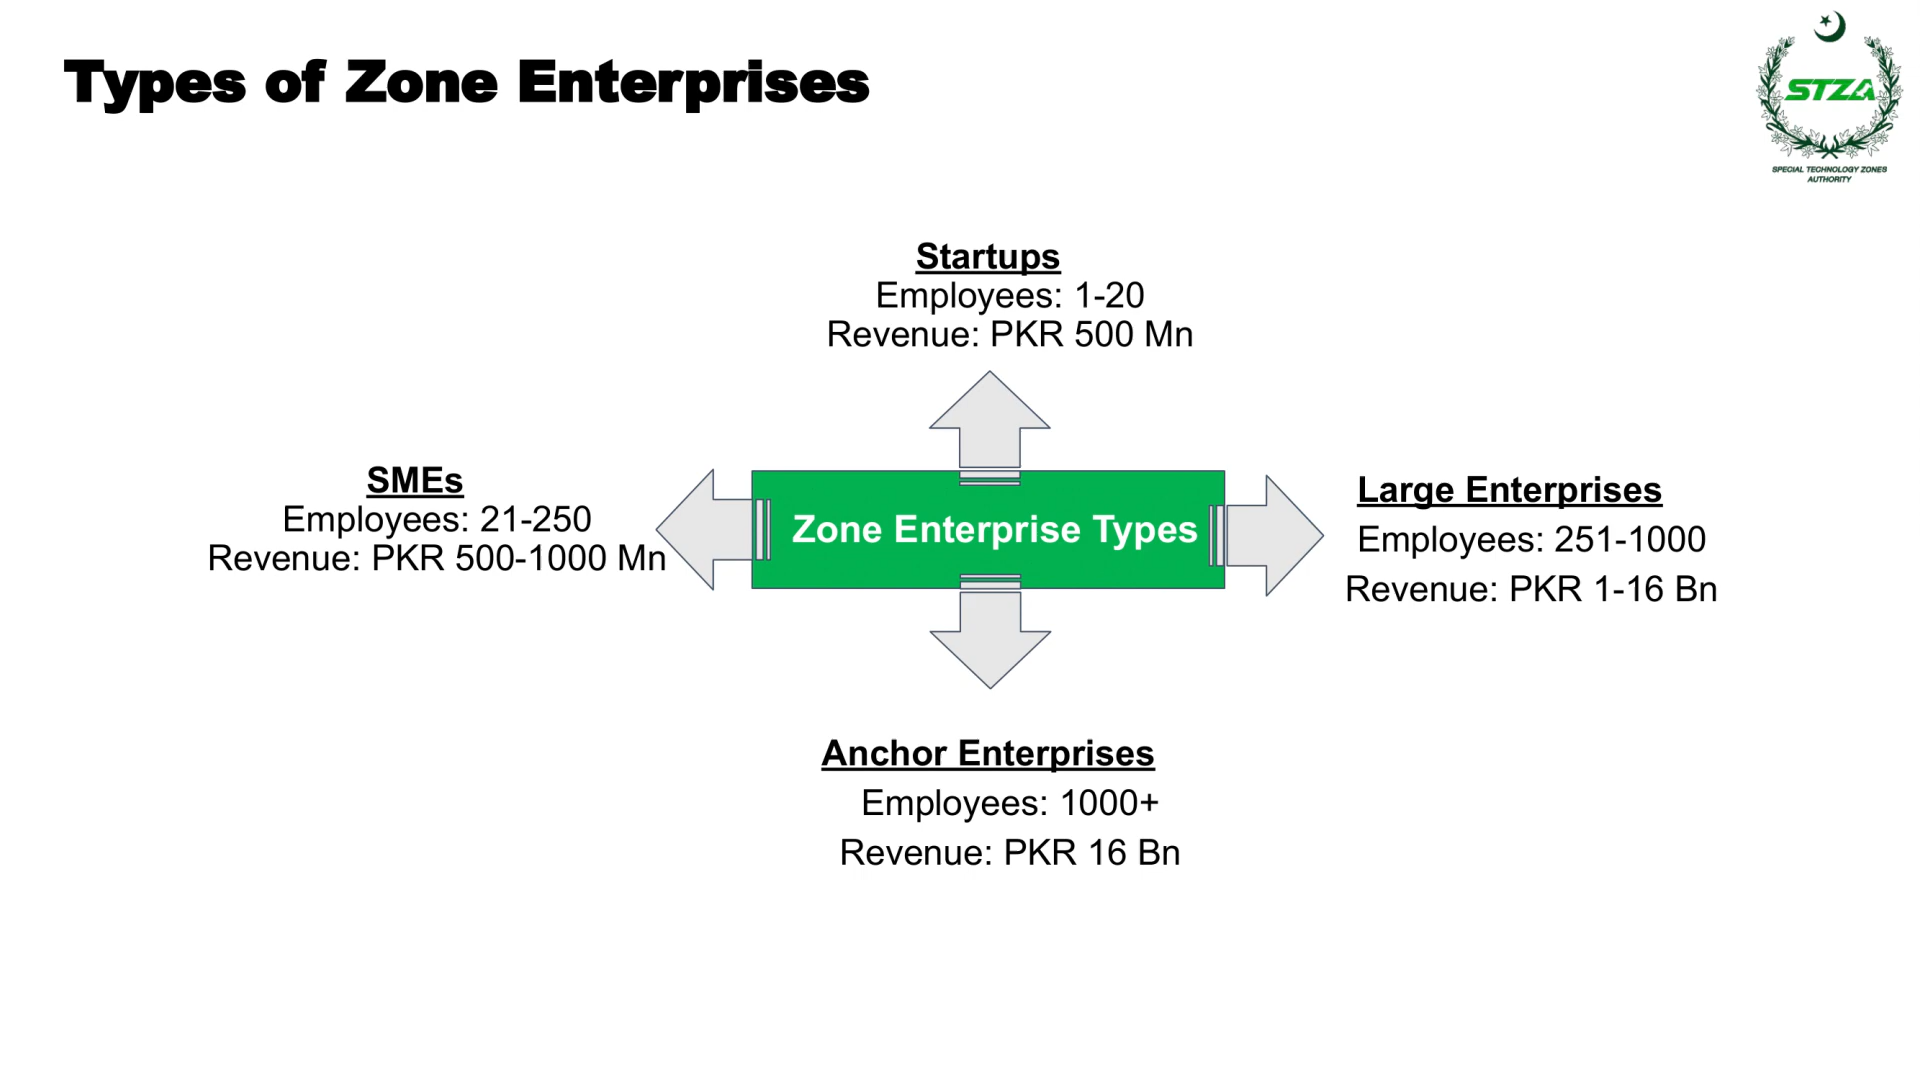 Types of Zone Enterprises
STZA
SPECIAL TECHNOLOGY ZONES
AUTHORITY
Startups
Employees: 1-20
Revenue: PKR 500 Mn
SMEs
Employees: 21-250
Revenue: PKR 500-1000 Mn
Zone Enterprise Types
Large Enterprises
Employees: 251-1000
Revenue: PKR 1-16 Bn
Anchor Enterprises
Employees: 1000+
Revenue: PKR 16 Bn